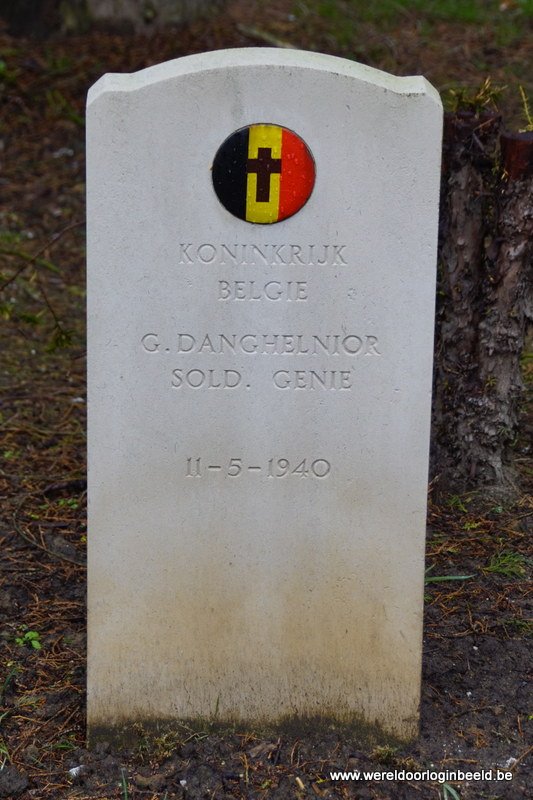 KONINKRIJK
BELGIE
G. DANGHELNIOR
SOLD. GENIE
11-5-1940
www.wereldoorloginbeeld.be